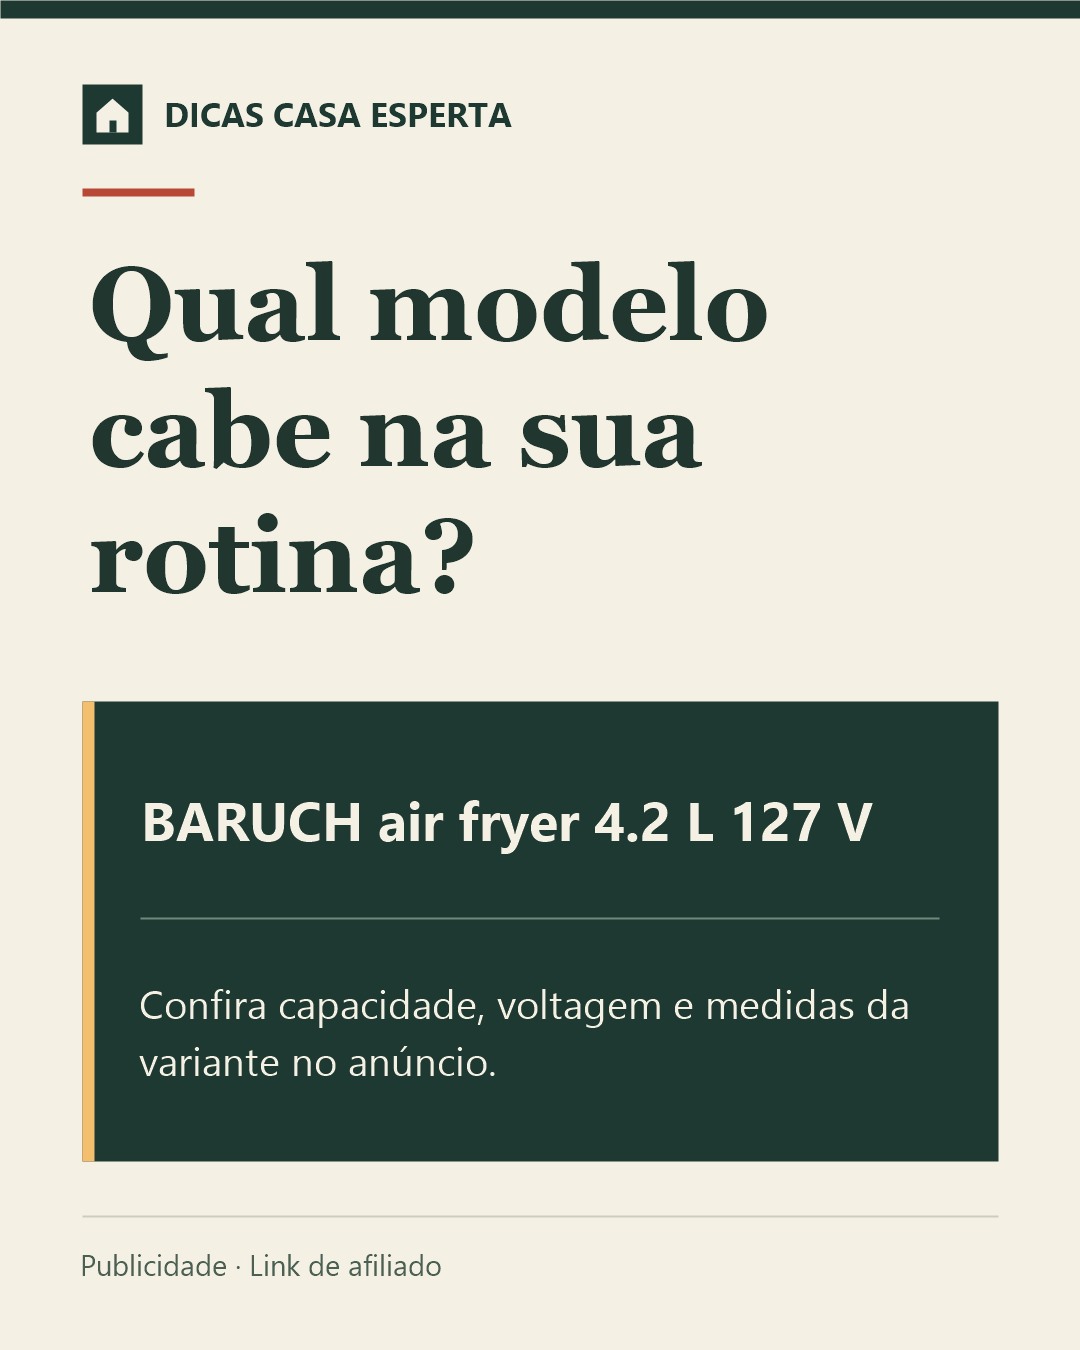 DICAS CASA ESPERTA
Qual modelo
cabe na sua
rotina?
BARUCH air fryer 4.2 L 127 V
Confira capacidade, voltagem e medidas da
variante no anúncio.
Publicidade · Link de afiliado